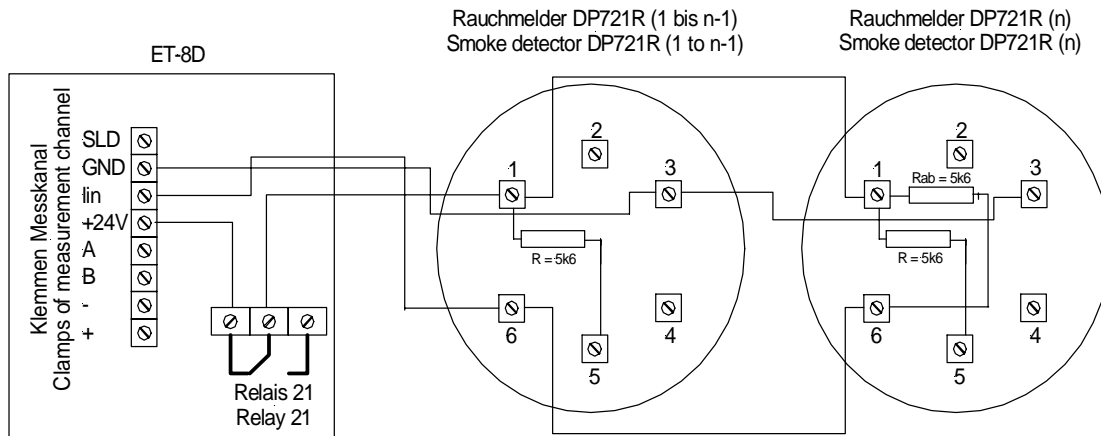 ET-8D
Klemmen Messkanal
Clamps of measurement channel
SLD
GND
Iin
+24V
A
B
-
+
Relais 21
Relay 21
Rauchmelder DP721R (1 bis n-1)
Smoke detector DP721R (1 to n-1)
1
2
3
R = 5k6
6
4
5
Rauchmelder DP721R (n)
Smoke detector DP721R (n)
1
2
3
Rab = 5k6
R = 5k6
6
4
5